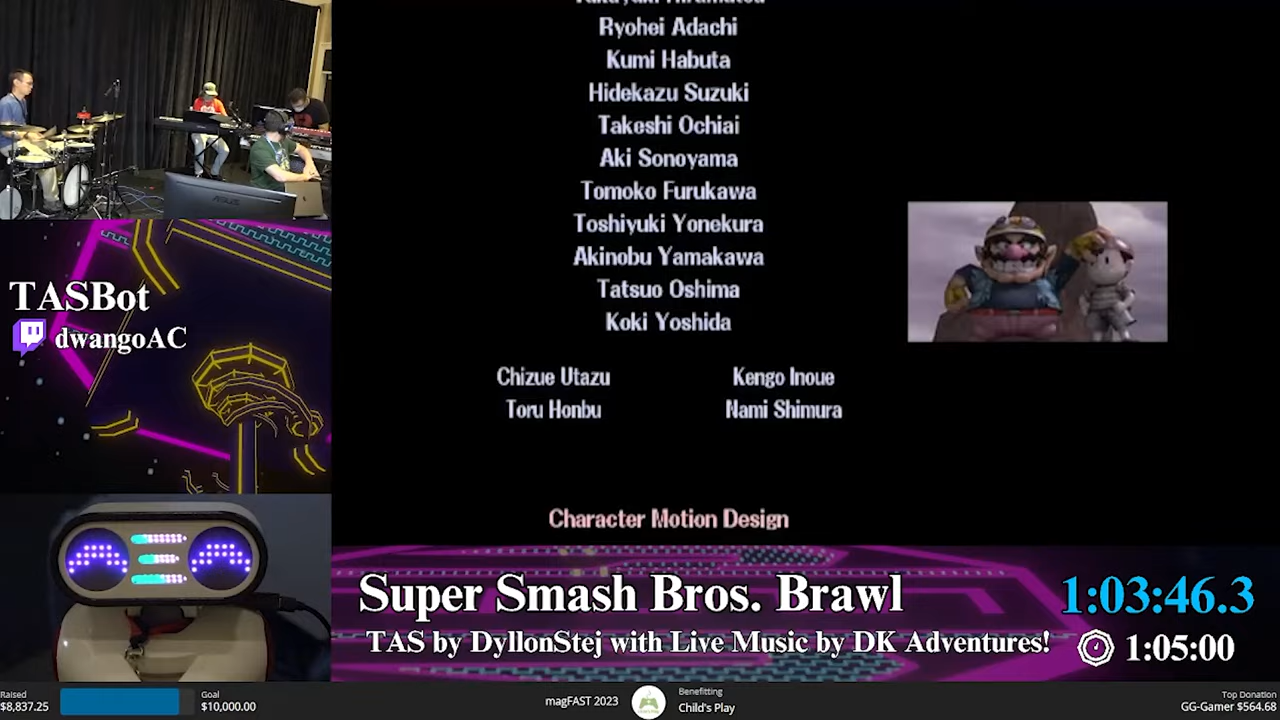 Ryohei Adachi
Kumi Habuta
Hidekazu Suzuki
Takeshi Ochiai
Aki Sonoyama
Tomoko Furukawa
Toshiyuki Yonekura
Akinobu Yamakawa
Tatsuo Oshima
Koki Yoshida
Chizue Utazu Kengo Inoue
Toru Honbu Nami Shimura
Character Motion Design
TASBot
dwangoAC
Super Smash Bros. Brawl 1:03:46.3
TAS by DyllonStej with Live Music by DK Adventures! 1:05:00
Raised
$8,837.25
Goal
$10,000.00
magFAST 2023
Benefitting
Child's Play
Top Donation
GG-Gamer $564.68